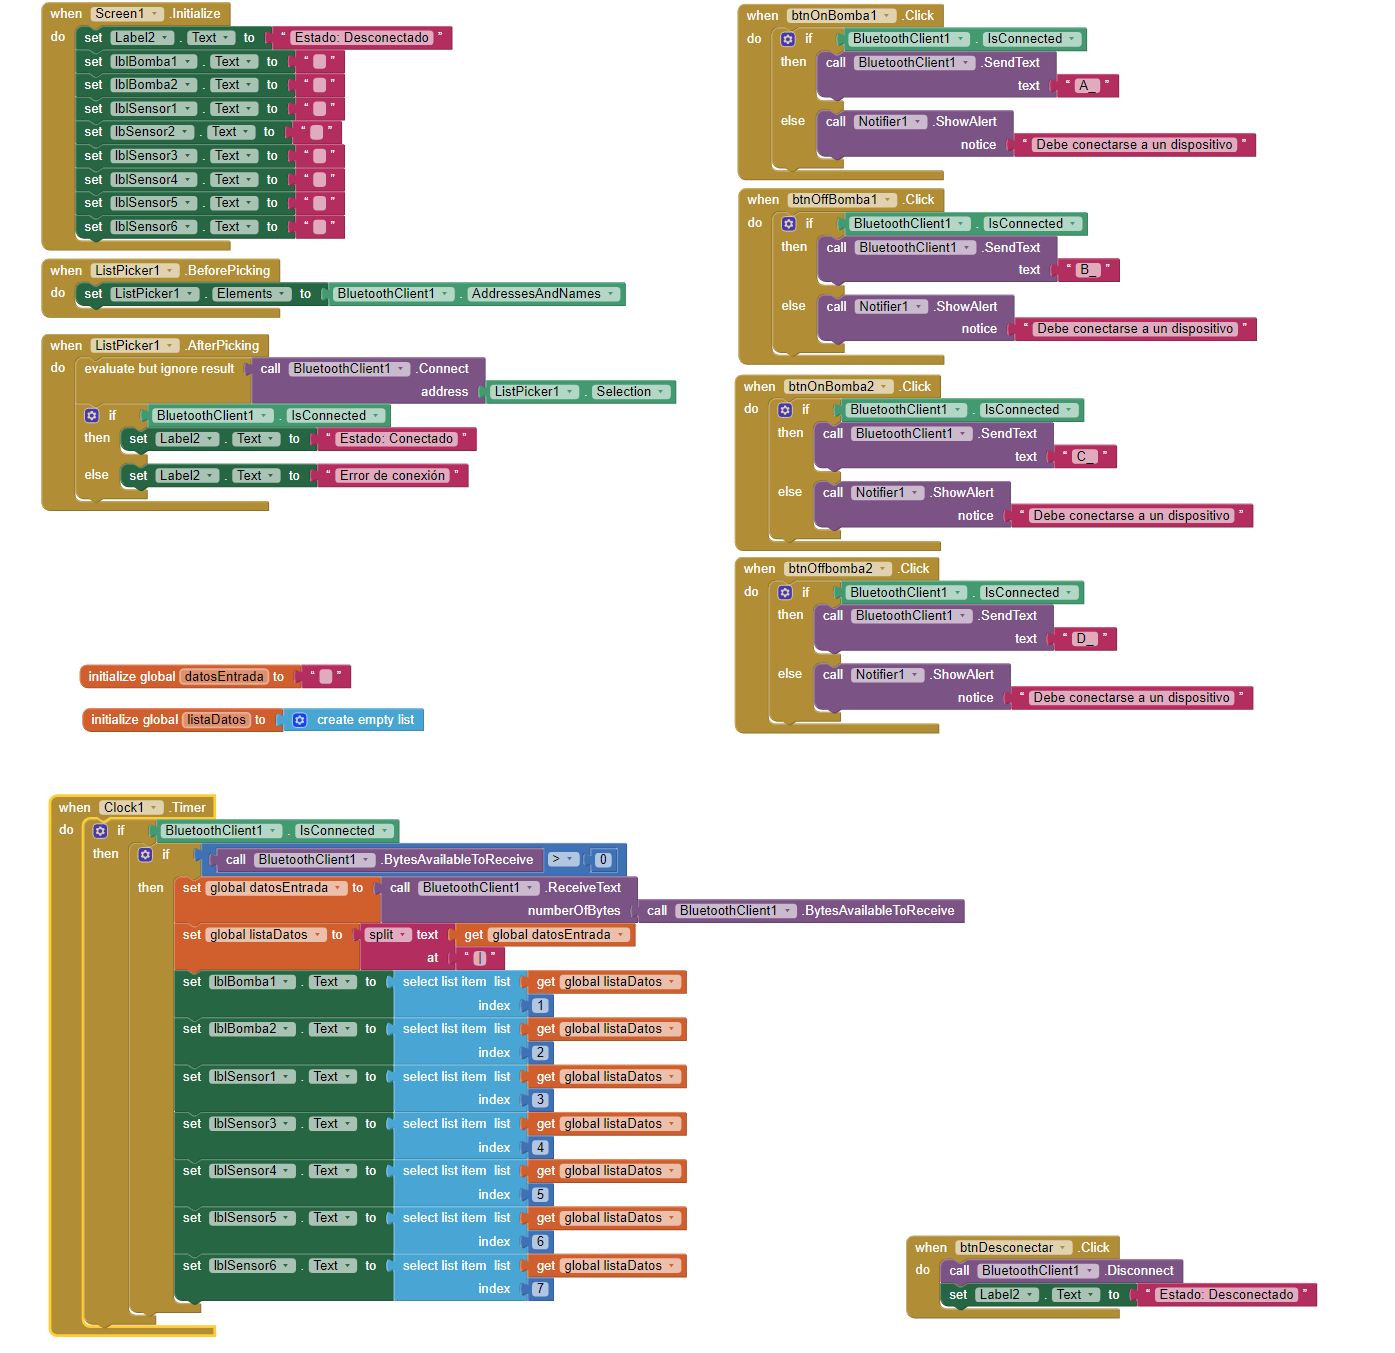 when Screen1 .Initialize
do set Label2 . Text to " Estado: Desconectado "
set lblBomba1 . Text to " "
set lblBomba2 . Text to " "
set lblSensor1 . Text to " "
set lbSensor2 . Text to " "
set lblSensor3 . Text to " "
set lblSensor4 . Text to " "
set lblSensor5 . Text to " "
set lblSensor6 . Text to " "
when ListPicker1 .BeforePicking
do set ListPicker1 . Elements to BluetoothClient1 . AddressesAndNames
when ListPicker1 .AfterPicking
do evaluate but ignore result call BluetoothClient1 .Connect
address ListPicker1 . Selection
if BluetoothClient1 . IsConnected
then set Label2 . Text to " Estado: Conectado "
else set Label2 . Text to " Error de conexión "
initialize global datosEntrada to " "
initialize global listaDatos to create empty list
when btnOnBomba1 .Click
do if BluetoothClient1 . IsConnected
then call BluetoothClient1 .SendText
text " A_ "
else call Notifier1 .ShowAlert
notice " Debe conectarse a un dispositivo "
when btnOffBomba1 .Click
do if BluetoothClient1 . IsConnected
then call BluetoothClient1 .SendText
text " B_ "
else call Notifier1 .ShowAlert
notice " Debe conectarse a un dispositivo "
when btnOnBomba2 .Click
do if BluetoothClient1 . IsConnected
then call BluetoothClient1 .SendText
text " C_ "
else call Notifier1 .ShowAlert
notice " Debe conectarse a un dispositivo "
when btnOffbomba2 .Click
do if BluetoothClient1 . IsConnected
then call BluetoothClient1 .SendText
text " D_ "
else call Notifier1 .ShowAlert
notice " Debe conectarse a un dispositivo "
when Clock1 .Timer
do if BluetoothClient1 . IsConnected
then if call BluetoothClient1 .BytesAvailableToReceive > 0
then set global datosEntrada to call BluetoothClient1 .ReceiveText
numberOfBytes call BluetoothClient1 .BytesAvailableToReceive
set global listaDatos to split text get global datosEntrada
at " | "
set lblBomba1 . Text to select list item list get global listaDatos
index 1
set lblBomba2 . Text to select list item list get global listaDatos
index 2
set lblSensor1 . Text to select list item list get global listaDatos
index 3
set lblSensor3 . Text to select list item list get global listaDatos
index 4
set lblSensor4 . Text to select list item list get global listaDatos
index 5
set lblSensor5 . Text to select list item list get global listaDatos
index 6
set lblSensor6 . Text to select list item list get global listaDatos
index 7
when btnDesconectar .Click
do call BluetoothClient1 .Disconnect
set Label2 . Text to " Estado: Desconectado "